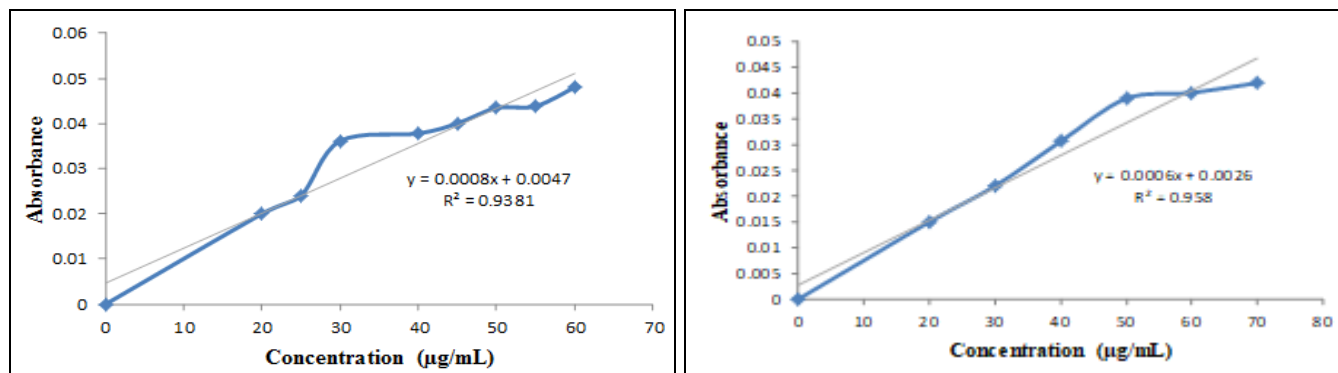 0.06
0.05
0.04
0.03
0.02
0.01
0
Absorbance
y = 0.0008x + 0.0047
R² = 0.9381
0 10 20 30 40 50 60 70
Concentration (µg/mL)
0.05
0.045
0.04
0.035
0.03
0.025
0.02
0.015
0.01
0.005
0
Absorbance
y = 0.0006x + 0.0026
R² = 0.958
0 10 20 30 40 50 60 70 80
Concentration (µg/mL)